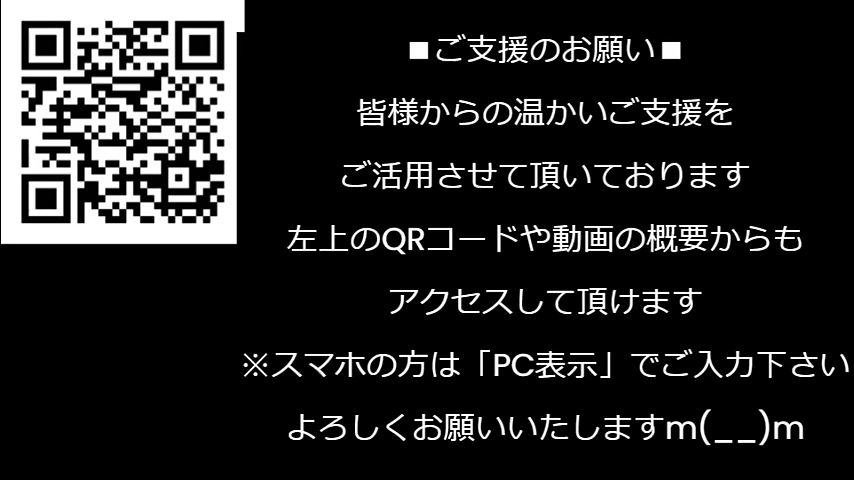 ■ご支援のお願い■
皆様からの温かいご支援を
ご活用させて頂いております
左上のQRコードや動画の概要からも
アクセスして頂けます
※スマホの方は「PC表示」でご入力下さい
よろしくお願いいたしますm(__)m